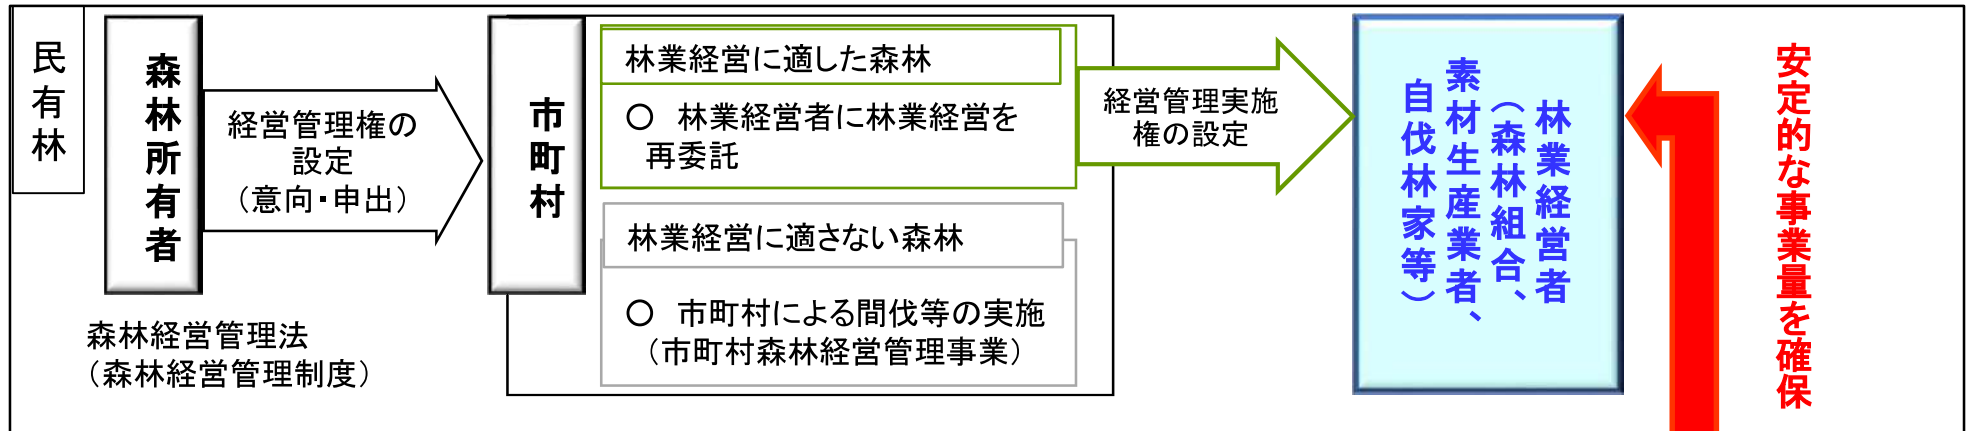 民有林
森林所有者
経営管理権の
設定
（意向・申出）
市町村
林業経営に適した森林
○　林業経営者に林業経営を
再委託
林業経営に適さない森林
○　市町村による間伐等の実施
（市町村森林経営管理事業）
経営管理実施
権の設定
林業経営者
（森林組合、
素材生産業者、
自伐林家等）
安定的な事業量を確保
森林経営管理法
（森林経営管理制度）